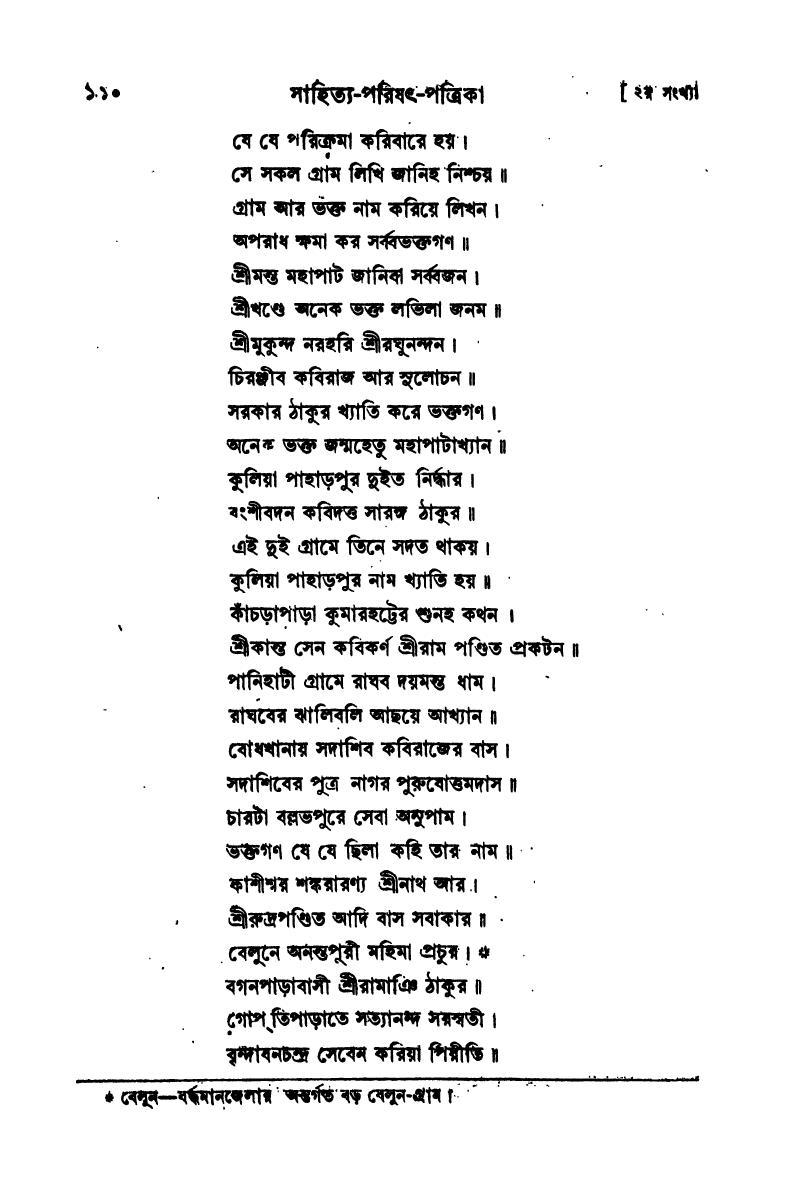 ১১০ সাহিত্য-পরিষৎ-পত্রিকা [ ২য় সংখ্যা
যে যে পরিক্রমা করিবারে হয়।
সে সকল গ্রাম লিখি জানিহ নিশ্চয়॥
গ্রাম আর ভক্ত নাম করিয়ে লিখন।
অপরাধ ক্ষমা কর সর্ব্বভক্তগণ॥
শ্রীমন্ত মহাপাট জানিবা সর্ব্বজন।
শ্রীখণ্ডে অনেক ভক্ত লভিলা জনম॥
শ্রীমুকুন্দ নরহরি শ্রীরঘুনন্দন।
চিরঞ্জীব কবিরাজ আর সুলোচন॥
সরকার ঠাকুর খ্যাতি করে ভক্তগণ।
অনেক ভক্ত জন্মহেতু মহাপাটাখ্যান॥
কুলিয়া পাহাড়পুর দুইত নির্দ্ধার।
বংশীবদন কবিদত্ত সারঙ্গ ঠাকুর॥
এই দুই গ্রামে তিনে সদত থাকয়।
কুলিয়া পাহাড়পুর নাম খ্যাতি হয়॥
কাঁচড়াপাড়া কুমারহট্টের শুনহ কথন।
শ্রীকান্ত সেন কবিকর্ণ শ্রীরাম পণ্ডিত প্রকটন॥
পানিহাটী গ্রামে রাঘব দয়মন্ত ধাম।
রাঘবের ঝালিবলি আছয়ে আখ্যান॥
বোধখানায় সদাশিব কবিরাজের বাস।
সদাশিবের পুত্র নাগর পুরুষোত্তমদাস॥
চারটা বল্লভপুরে সেবা অনুপাম।
ভক্তগণ যে যে ছিলা কহি তার নাম॥
কাশীশ্বর শঙ্করারণ্য শ্রীনাথ আর।
শ্রীরুদ্রপণ্ডিত আদি বাস সবাকার॥
বেলুনে অনন্তপুরী মহিমা প্রচুর। *
বগনপাড়াবাসী শ্রীরামাঞি ঠাকুর॥
গোপ্তিপাড়াতে সত্যানন্দ সরস্বতী।
বৃন্দাবনচন্দ্র সেবেন করিয়া পিরীতি॥
* বেলুন—বর্দ্ধমানজেলার অন্তর্গত বড় বেলুন-গ্রাম।